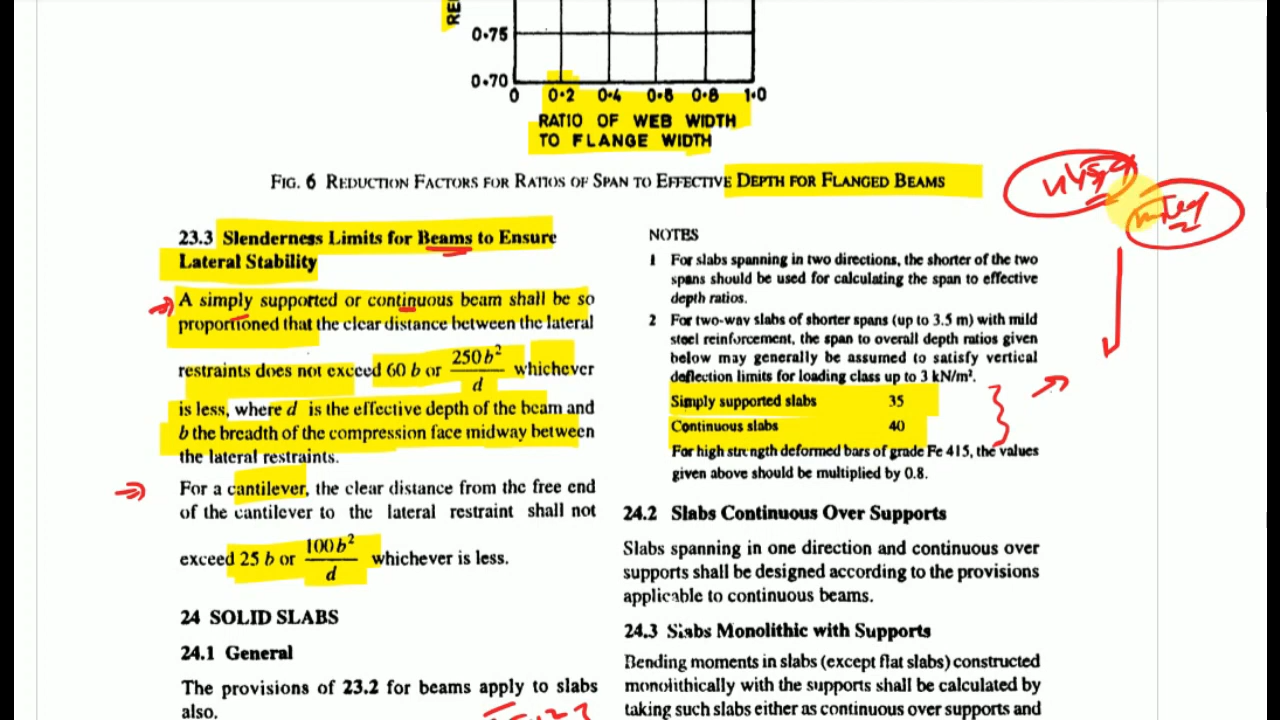 RE
0·75
0·70
0 0·2 0·4 0·6 0·8 1·0
RATIO OF WEB WIDTH
TO FLANGE WIDTH
FIG. 6 REDUCTION FACTORS FOR RATIOS OF SPAN TO EFFECTIVE DEPTH FOR FLANGED BEAMS
23.3 Slenderness Limits for Beams to Ensure
Lateral Stability
A simply supported or continuous beam shall be so
proportioned that the clear distance between the lateral
restraints does not exceed 60 b or 250 b² / d whichever
is less, where d is the effective depth of the beam and
b the breadth of the compression face midway between
the lateral restraints.
For a cantilever, the clear distance from the free end
of the cantilever to the lateral restraint shall not
exceed 25 b or 100 b² / d whichever is less.
24 SOLID SLABS
24.1 General
The provisions of 23.2 for beams apply to slabs
also.
NOTES
1 For slabs spanning in two directions, the shorter of the two
spans should be used for calculating the span to effective
depth ratios.
2 For two-way slabs of shorter spans (up to 3.5 m) with mild
steel reinforcement, the span to overall depth ratios given
below may generally be assumed to satisfy vertical
deflection limits for loading class up to 3 kN/m².
Simply supported slabs 35
Continuous slabs 40
For high strength deformed bars of grade Fe 415, the values
given above should be multiplied by 0.8.
24.2 Slabs Continuous Over Supports
Slabs spanning in one direction and continuous over
supports shall be designed according to the provisions
applicable to continuous beams.
24.3 Slabs Monolithic with Supports
Bending moments in slabs (except flat slabs) constructed
monolithically with the supports shall be calculated by
taking such slabs either as continuous over supports and